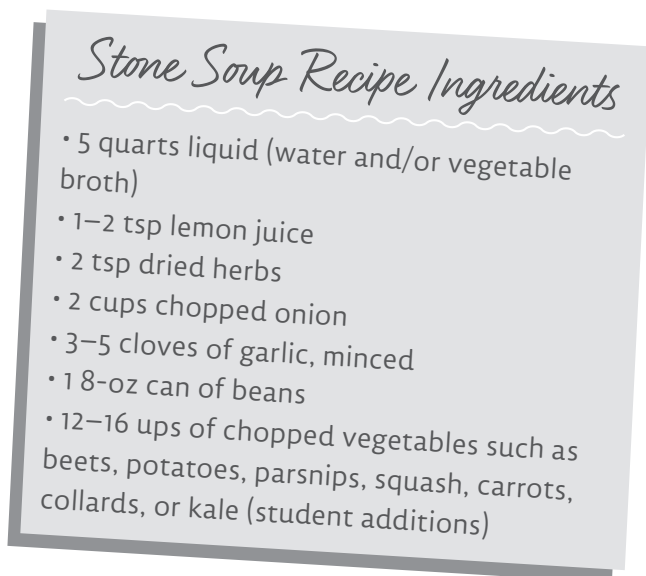 Stone Soup Recipe Ingredients
• 5 quarts liquid (water and/or vegetable
broth)
• 1–2 tsp lemon juice
• 2 tsp dried herbs
• 2 cups chopped onion
• 3–5 cloves of garlic, minced
• 1 8-oz can of beans
• 12–16 ups of chopped vegetables such as
beets, potatoes, parsnips, squash, carrots,
collards, or kale (student additions)